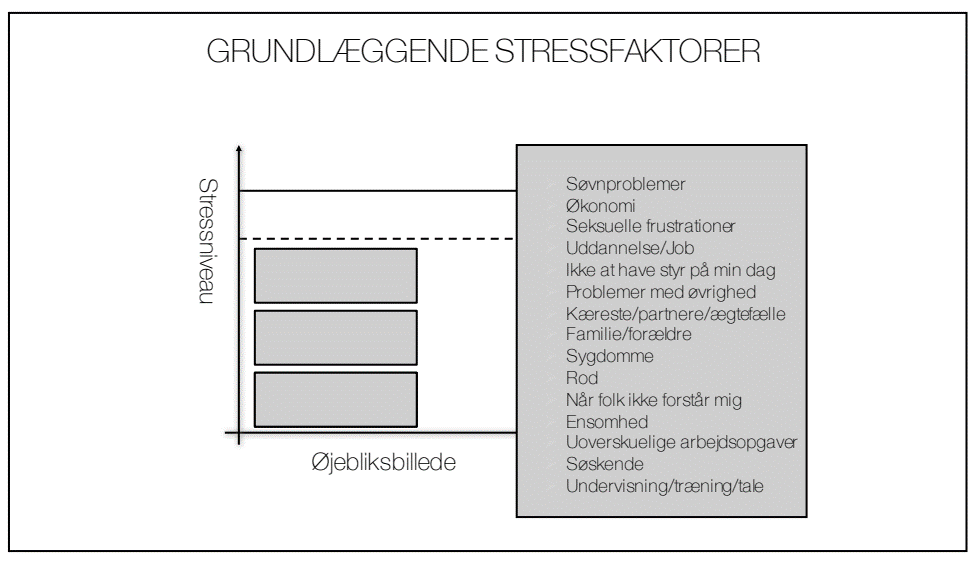 GRUNDLÆGGENDE STRESSFAKTORER
Stressniveau
Øjebliksbillede
Søvnproblemer
Økonomi
Seksuelle frustrationer
Uddannelse/Job
Ikke at have styr på min dag
Problemer med øvrighed
Kæreste/partnere/ægtefælle
Familie/forældre
Sygdomme
Rod
Når folk ikke forstår mig
Ensomhed
Uoverskuelige arbejdsopgaver
Søskende
Undervisning/træning/tale